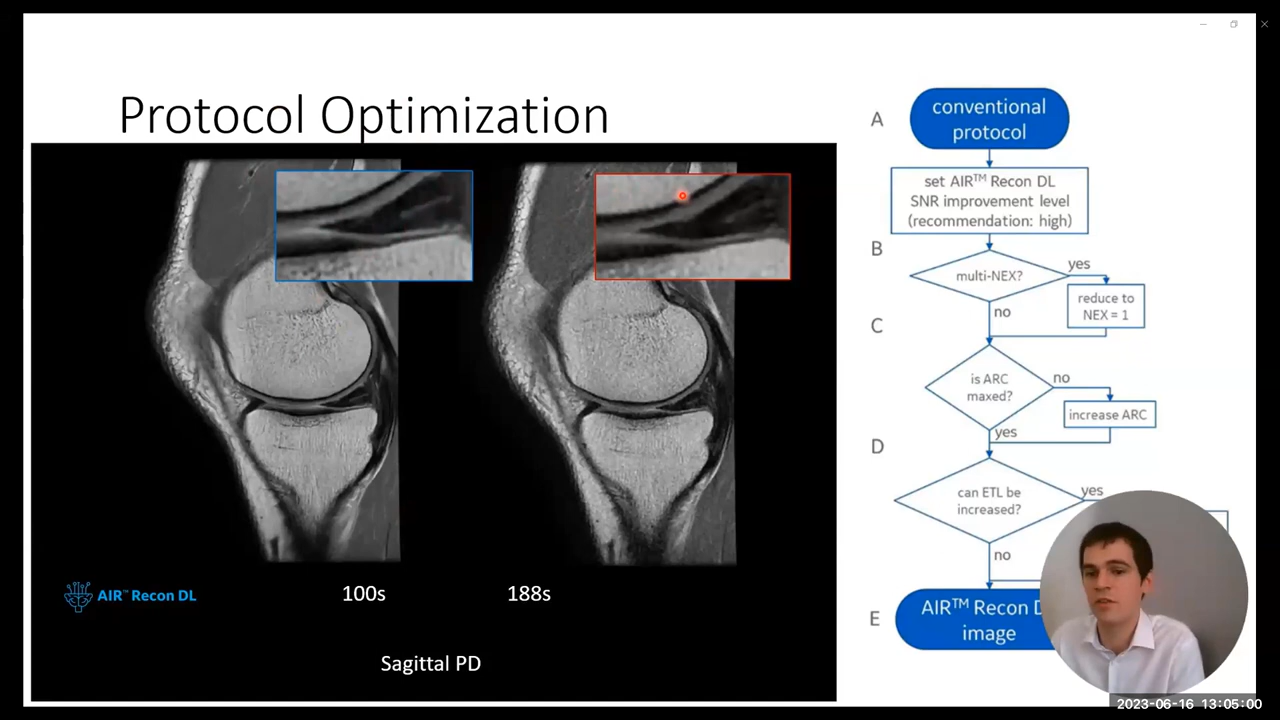 Protocol Optimization
AIR™ Recon DL
100s
188s
Sagittal PD
A
conventional
protocol
set AIR™ Recon DL
SNR improvement level
(recommendation: high)
B
multi-NEX?
yes
reduce to
NEX = 1
no
C
is ARC
maxed?
no
increase ARC
yes
D
can ETL be
increased?
yes
no
E
AIR™ Recon
image
2023-06-16 13:05:00